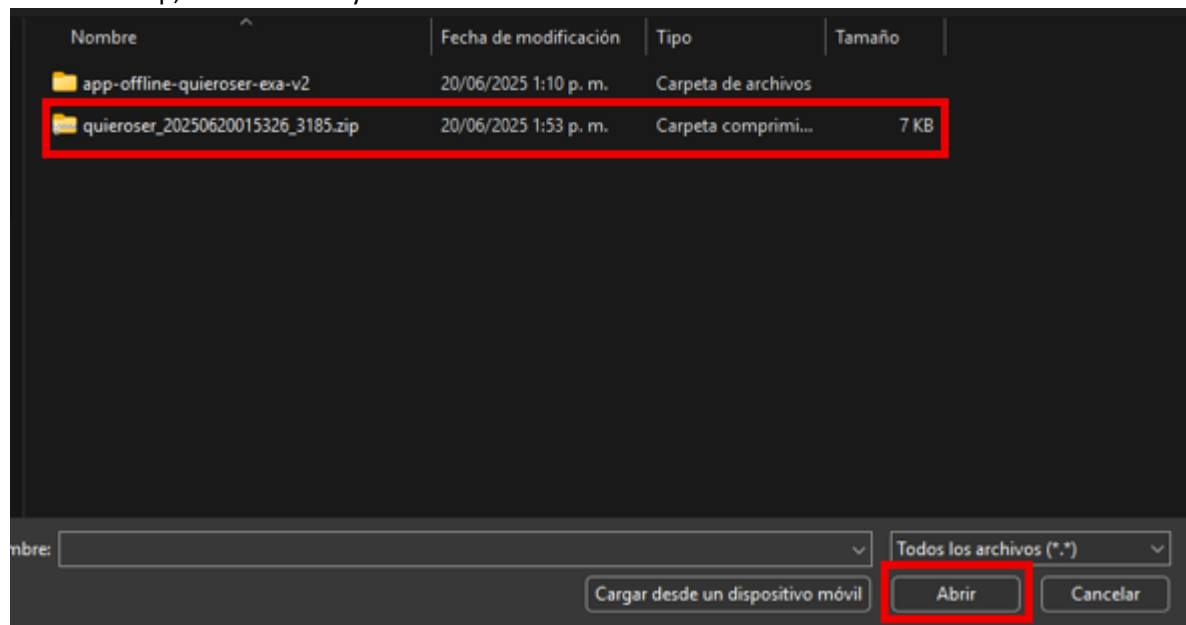 Nombre Fecha de modificación Tipo Tamaño
app-offline-quieroser-exa-v2 20/06/2025 1:10 p. m. Carpeta de archivos
quieroser_20250620015326_3185.zip 20/06/2025 1:53 p. m. Carpeta comprimi... 7 KB
mbre: Todos los archivos (*.*)
Cargar desde un dispositivo móvil Abrir Cancelar